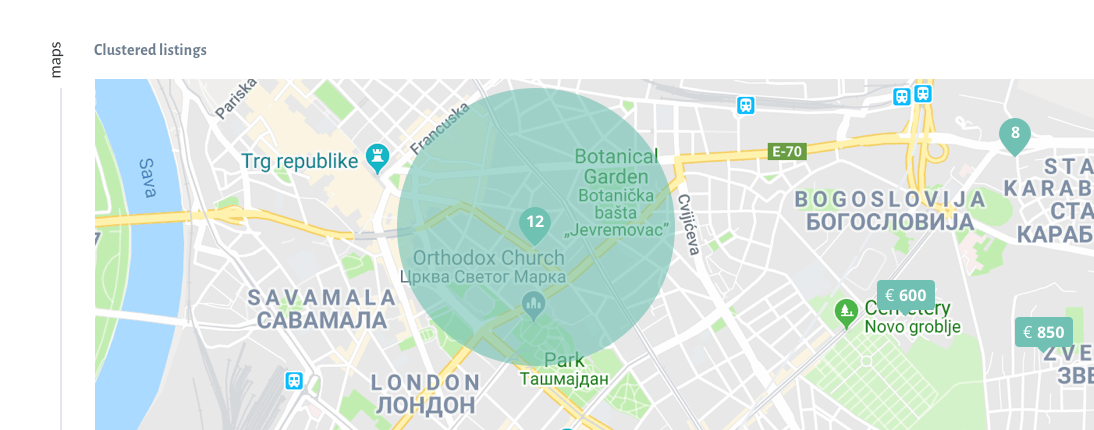 maps
Clustered listings
Pariska
Francuska
Trg republike
Sava
E-70
8
Botanical
Garden
Botanička
bašta
„Jevremovac”
Cvijićeva
BOGOSLOVIJA
БОГОСЛОВИЈА
STA
KARAB
СТА
КАРАБ
12
Orthodox Church
Црква Светог Марка
SAVAMALA
САВАМАЛА
€ 600
Novo groblje
€ 850
ZVE
ЗВЕ
Park
Ташмајдан
LONDON
ЛОНДОН